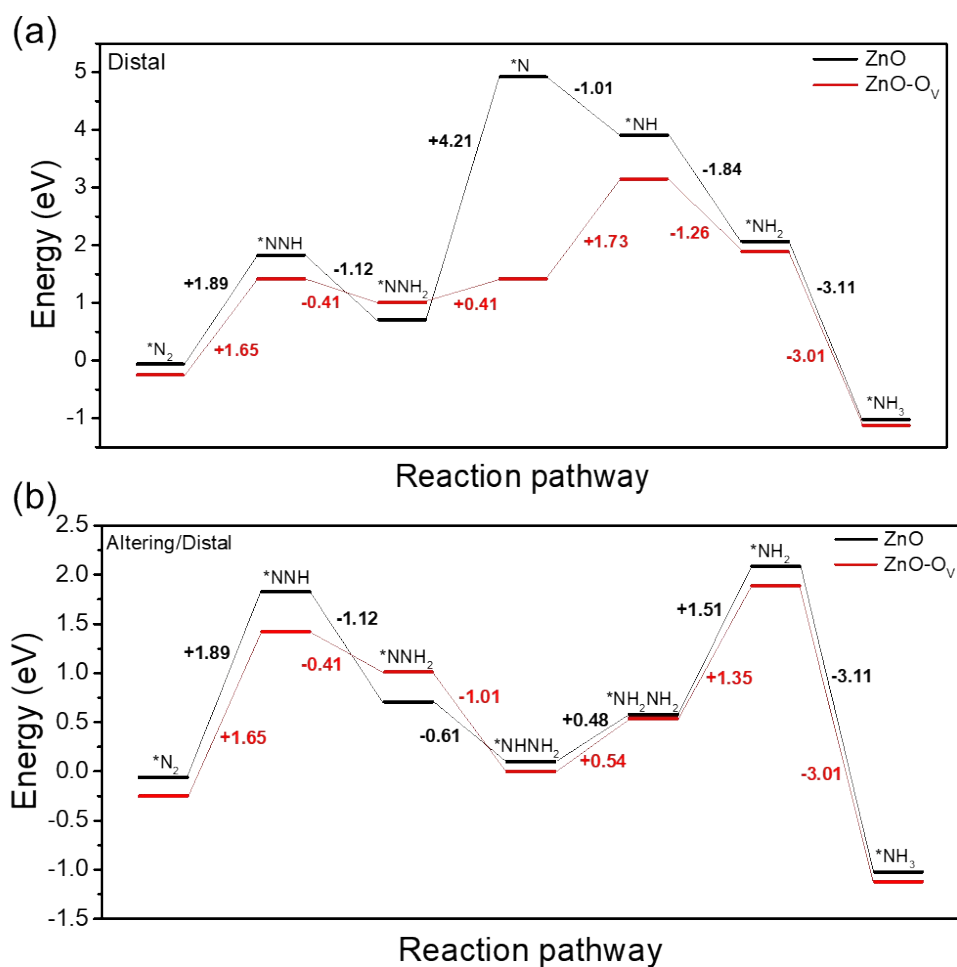 (a)
Distal
ZnO
ZnO-O_V
Energy (eV)
5
4
3
2
1
0
-1
*N₂
+1.89
+1.65
*NNH
-1.12
-0.41
*NNH₂
+4.21
+0.41
*N
-1.01
+1.73
*NH
-1.84
-1.26
*NH₂
-3.11
-3.01
*NH₃
Reaction pathway
(b)
Altering/Distal
ZnO
ZnO-O_V
Energy (eV)
2.5
2.0
1.5
1.0
0.5
0.0
-0.5
-1.0
-1.5
*N₂
+1.89
+1.65
*NNH
-1.12
-0.41
*NNH₂
-1.01
-0.61
*NHNH₂
+0.48
+0.54
*NH₂NH₂
+1.51
+1.35
*NH₂
-3.11
-3.01
*NH₃
Reaction pathway